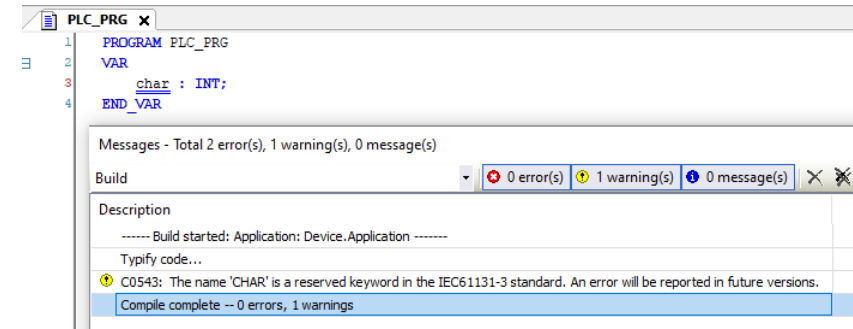 PLC_PRG
1 PROGRAM PLC_PRG
2 VAR
3 char : INT;
4 END_VAR
Messages - Total 2 error(s), 1 warning(s), 0 message(s)
Build 0 error(s) 1 warning(s) 0 message(s)
Description
------ Build started: Application: Device.Application -------
Typify code...
C0543: The name 'CHAR' is a reserved keyword in the IEC61131-3 standard. An error will be reported in future versions.
Compile complete -- 0 errors, 1 warnings